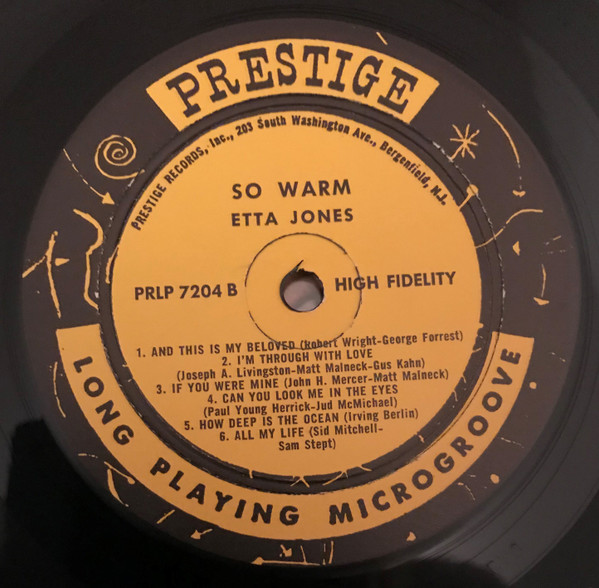 PRESTIGE
PRESTIGE RECORDS, Inc., 203 South Washington Ave., Bergenfield, N.J.
SO WARM
ETTA JONES
PRLP 7204 B
HIGH FIDELITY
1. AND THIS IS MY BELOVED (Robert Wright-George Forrest)
2. I'M THROUGH WITH LOVE
(Joseph A. Livingston-Matt Malneck-Gus Kahn)
3. IF YOU WERE MINE (John H. Mercer-Matt Malneck)
4. CAN YOU LOOK ME IN THE EYES
(Paul Young Herrick-Jud McMichael)
5. HOW DEEP IS THE OCEAN (Irving Berlin)
6. ALL MY LIFE (Sid Mitchell-
Sam Stept)
LONG PLAYING MICROGROOVE